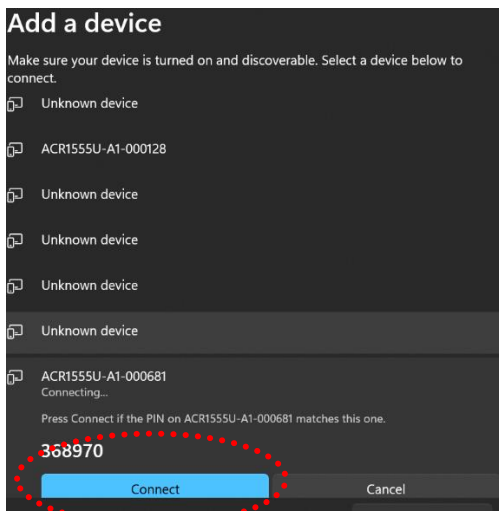 Add a device
Make sure your device is turned on and discoverable. Select a device below to
connect.
Unknown device
ACR1555U-A1-000128
Unknown device
Unknown device
Unknown device
Unknown device
ACR1555U-A1-000681
Connecting...
Press Connect if the PIN on ACR1555U-A1-000681 matches this one.
368970
Connect Cancel